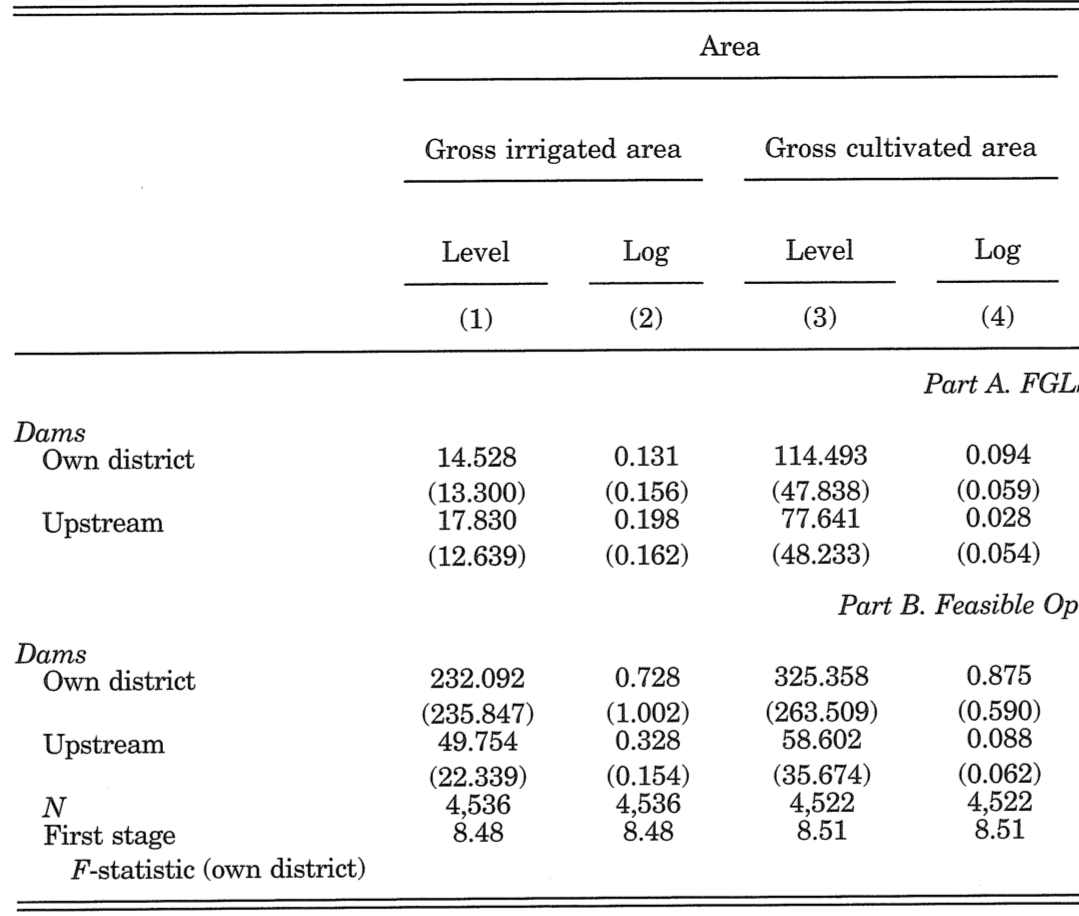 Area
Gross irrigated area Gross cultivated area
Level Log Level Log
(1) (2) (3) (4)
Part A. FGL
Dams
Own district 14.528 0.131 114.493 0.094
(13.300) (0.156) (47.838) (0.059)
Upstream 17.830 0.198 77.641 0.028
(12.639) (0.162) (48.233) (0.054)
Part B. Feasible Op
Dams
Own district 232.092 0.728 325.358 0.875
(235.847) (1.002) (263.509) (0.590)
Upstream 49.754 0.328 58.602 0.088
(22.339) (0.154) (35.674) (0.062)
N 4,536 4,536 4,522 4,522
First stage 8.48 8.48 8.51 8.51
F-statistic (own district)